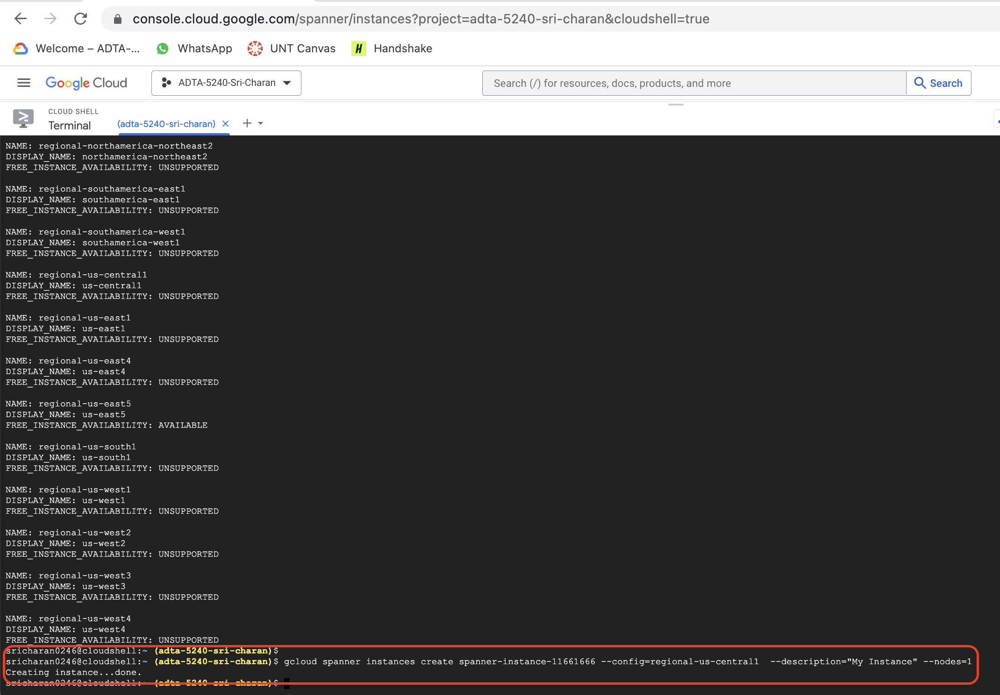 console.cloud.google.com/spanner/instances?project=adta-5240-sri-charan&cloudshell=true
Welcome – ADTA-... WhatsApp UNT Canvas H Handshake
Google Cloud ADTA-5240-Sri-Charan Search (/) for resources, docs, products, and more Search
CLOUD SHELL
Terminal (adta-5240-sri-charan)
NAME: regional-northamerica-northeast2
DISPLAY_NAME: northamerica-northeast2
FREE_INSTANCE_AVAILABILITY: UNSUPPORTED
NAME: regional-southamerica-east1
DISPLAY_NAME: southamerica-east1
FREE_INSTANCE_AVAILABILITY: UNSUPPORTED
NAME: regional-southamerica-west1
DISPLAY_NAME: southamerica-west1
FREE_INSTANCE_AVAILABILITY: UNSUPPORTED
NAME: regional-us-central1
DISPLAY_NAME: us-central1
FREE_INSTANCE_AVAILABILITY: UNSUPPORTED
NAME: regional-us-east1
DISPLAY_NAME: us-east1
FREE_INSTANCE_AVAILABILITY: UNSUPPORTED
NAME: regional-us-east4
DISPLAY_NAME: us-east4
FREE_INSTANCE_AVAILABILITY: UNSUPPORTED
NAME: regional-us-east5
DISPLAY_NAME: us-east5
FREE_INSTANCE_AVAILABILITY: AVAILABLE
NAME: regional-us-south1
DISPLAY_NAME: us-south1
FREE_INSTANCE_AVAILABILITY: UNSUPPORTED
NAME: regional-us-west1
DISPLAY_NAME: us-west1
FREE_INSTANCE_AVAILABILITY: UNSUPPORTED
NAME: regional-us-west2
DISPLAY_NAME: us-west2
FREE_INSTANCE_AVAILABILITY: UNSUPPORTED
NAME: regional-us-west3
DISPLAY_NAME: us-west3
FREE_INSTANCE_AVAILABILITY: UNSUPPORTED
NAME: regional-us-west4
DISPLAY_NAME: us-west4
FREE_INSTANCE_AVAILABILITY: UNSUPPORTED
sricharan0246@cloudshell:~ (adta-5240-sri-charan)$
sricharan0246@cloudshell:~ (adta-5240-sri-charan)$ gcloud spanner instances create spanner-instance-11661666 --config=regional-us-central1  --description="My Instance" --nodes=1
Creating instance...done.
sricharan0246@cloudshell:~ (adta-5240-sri-charan)$